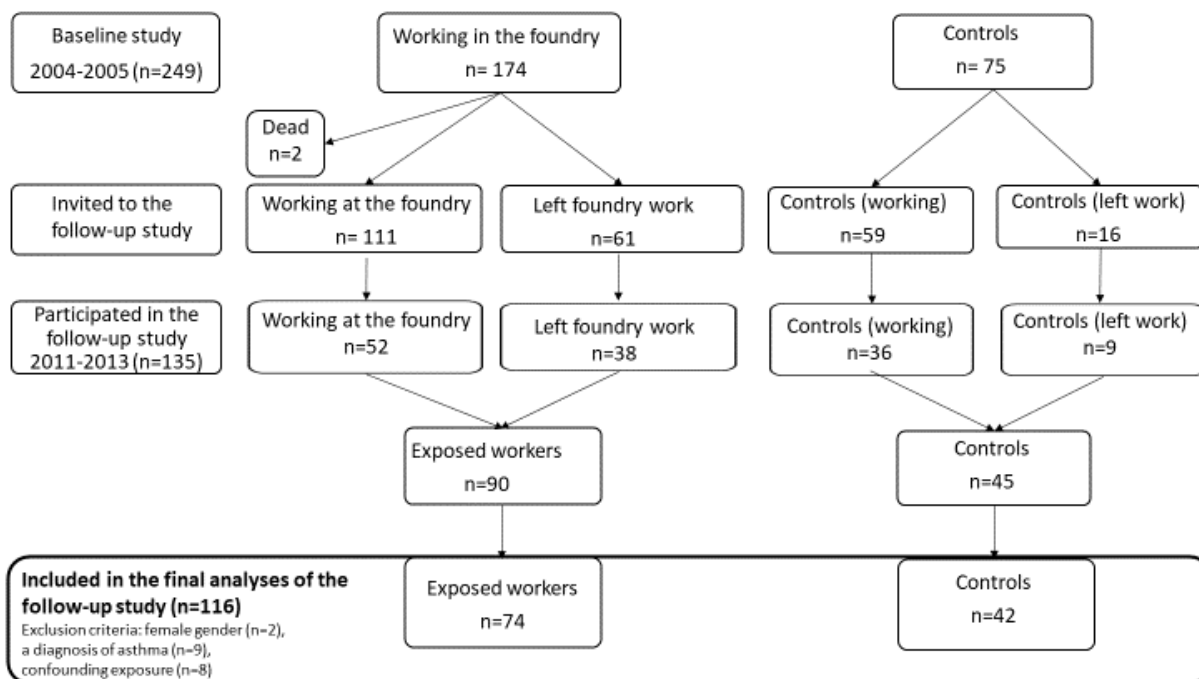 Baseline study
2004-2005 (n=249)
Working in the foundry
n= 174
Controls
n= 75
Dead
n=2
Invited to the
follow-up study
Working at the foundry
n= 111
Left foundry work
n=61
Controls (working)
n=59
Controls (left work)
n=16
Participated in the
follow-up study
2011-2013 (n=135)
Working at the foundry
n=52
Left foundry work
n=38
Controls (working)
n=36
Controls (left work)
n=9
Exposed workers
n=90
Controls
n=45
Included in the final analyses of the
follow-up study (n=116)
Exclusion criteria: female gender (n=2),
a diagnosis of asthma (n=9),
confounding exposure (n=8)
Exposed workers
n=74
Controls
n=42